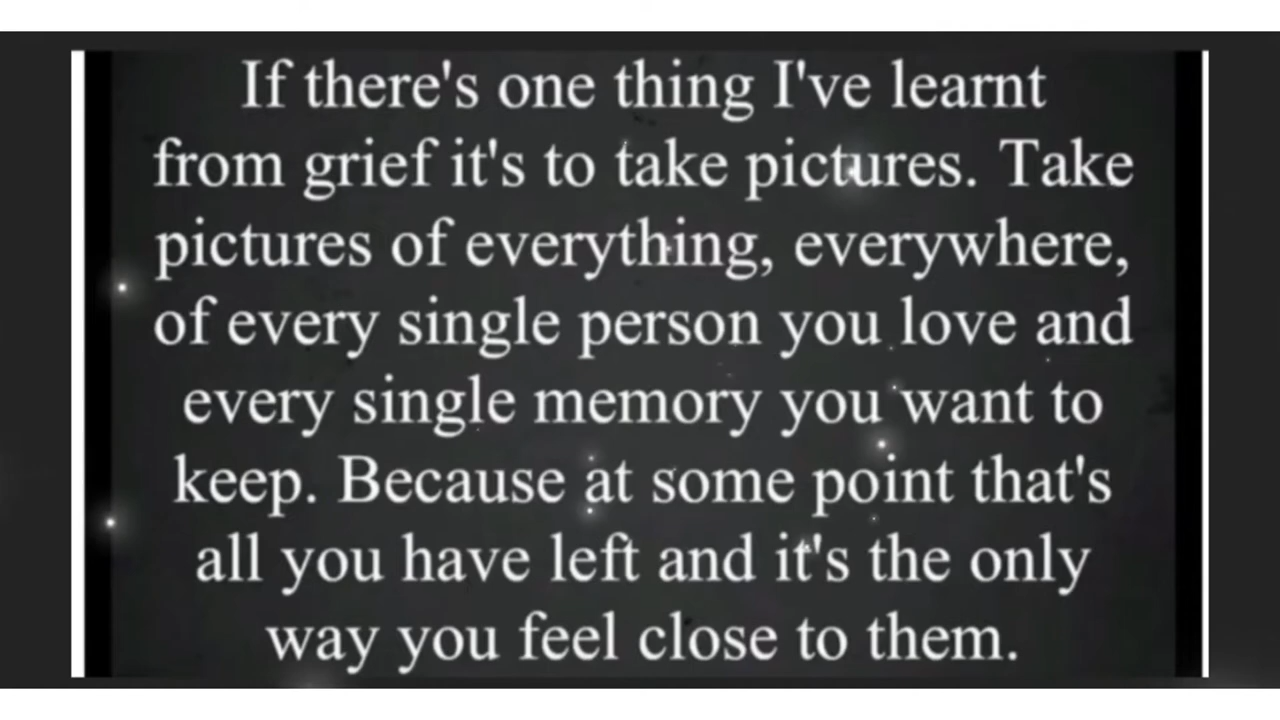 If there's one thing I've learnt
from grief it's to take pictures. Take
pictures of everything, everywhere,
of every single person you love and
every single memory you want to
keep. Because at some point that's
all you have left and it's the only
way you feel close to them.